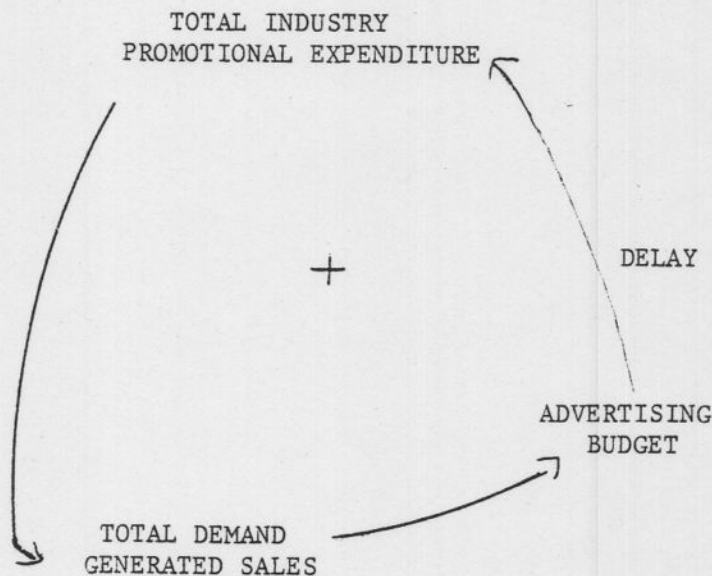 TOTAL INDUSTRY
PROMOTIONAL EXPENDITURE
+
DELAY
ADVERTISING
BUDGET
TOTAL DEMAND
GENERATED SALES